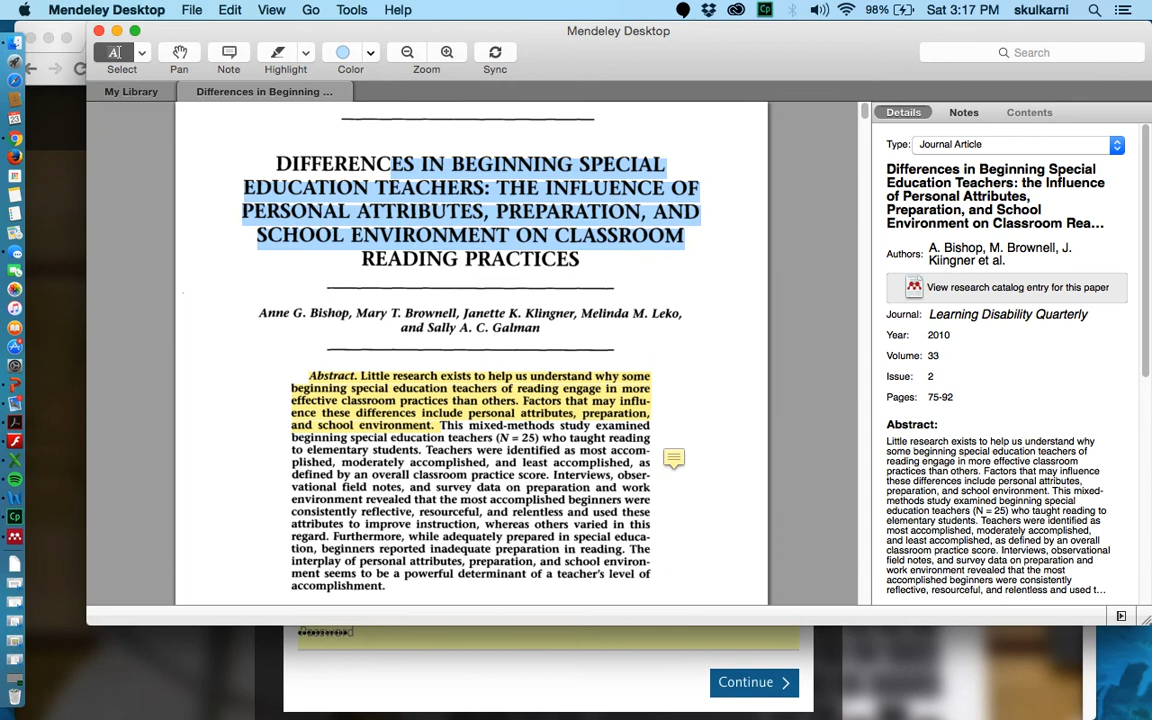 Mendeley Desktop File Edit View Go Tools Help 98% Sat 3:17 PM skulkarni
Mendeley Desktop
Select Pan Note Highlight Color Zoom Sync
Search
My Library Differences in Beginning ...
DIFFERENCES IN BEGINNING SPECIAL
EDUCATION TEACHERS: THE INFLUENCE OF
PERSONAL ATTRIBUTES, PREPARATION, AND
SCHOOL ENVIRONMENT ON CLASSROOM
READING PRACTICES
Anne G. Bishop, Mary T. Brownell, Janette K. Klingner, Melinda M. Leko,
and Sally A. C. Galman
Abstract. Little research exists to help us understand why some
beginning special education teachers of reading engage in more
effective classroom practices than others. Factors that may influ-
ence these differences include personal attributes, preparation,
and school environment. This mixed-methods study examined
beginning special education teachers (N = 25) who taught reading
to elementary students. Teachers were identified as most accom-
plished, moderately accomplished, and least accomplished, as
defined by an overall classroom practice score. Interviews, obser-
vational field notes, and survey data on preparation and work
environment revealed that the most accomplished beginners were
consistently reflective, resourceful, and relentless and used these
attributes to improve instruction, whereas others varied in this
regard. Furthermore, while adequately prepared in special educa-
tion, beginners reported inadequate preparation in reading. The
interplay of personal attributes, preparation, and school environ-
ment seems to be a powerful determinant of a teacher's level of
accomplishment.
Details Notes Contents
Type: Journal Article
Differences in Beginning Special
Education Teachers: the Influence
of Personal Attributes,
Preparation, and School
Environment on Classroom Rea...
Authors: A. Bishop, M. Brownell, J.
Kiingner et al.
View research catalog entry for this paper
Journal: Learning Disability Quarterly
Year: 2010
Volume: 33
Issue: 2
Pages: 75-92
Abstract:
Little research exists to help us understand why
some beginning special education teachers of
reading engage in more effective classroom
practices than others. Factors that may influence
these differences include personal attributes,
preparation, and school environment. This mixed-
methods study examined beginning special
education teachers (N = 25) who taught reading to
elementary students. Teachers were identified as
most accomplished, moderately accomplished,
and least accomplished, as defined by an overall
classroom practice score. Interviews, observational
field notes, and survey data on preparation and
work environment revealed that the most
accomplished beginners were consistently
reflective, resourceful, and relentless and used t...
Password
Continue